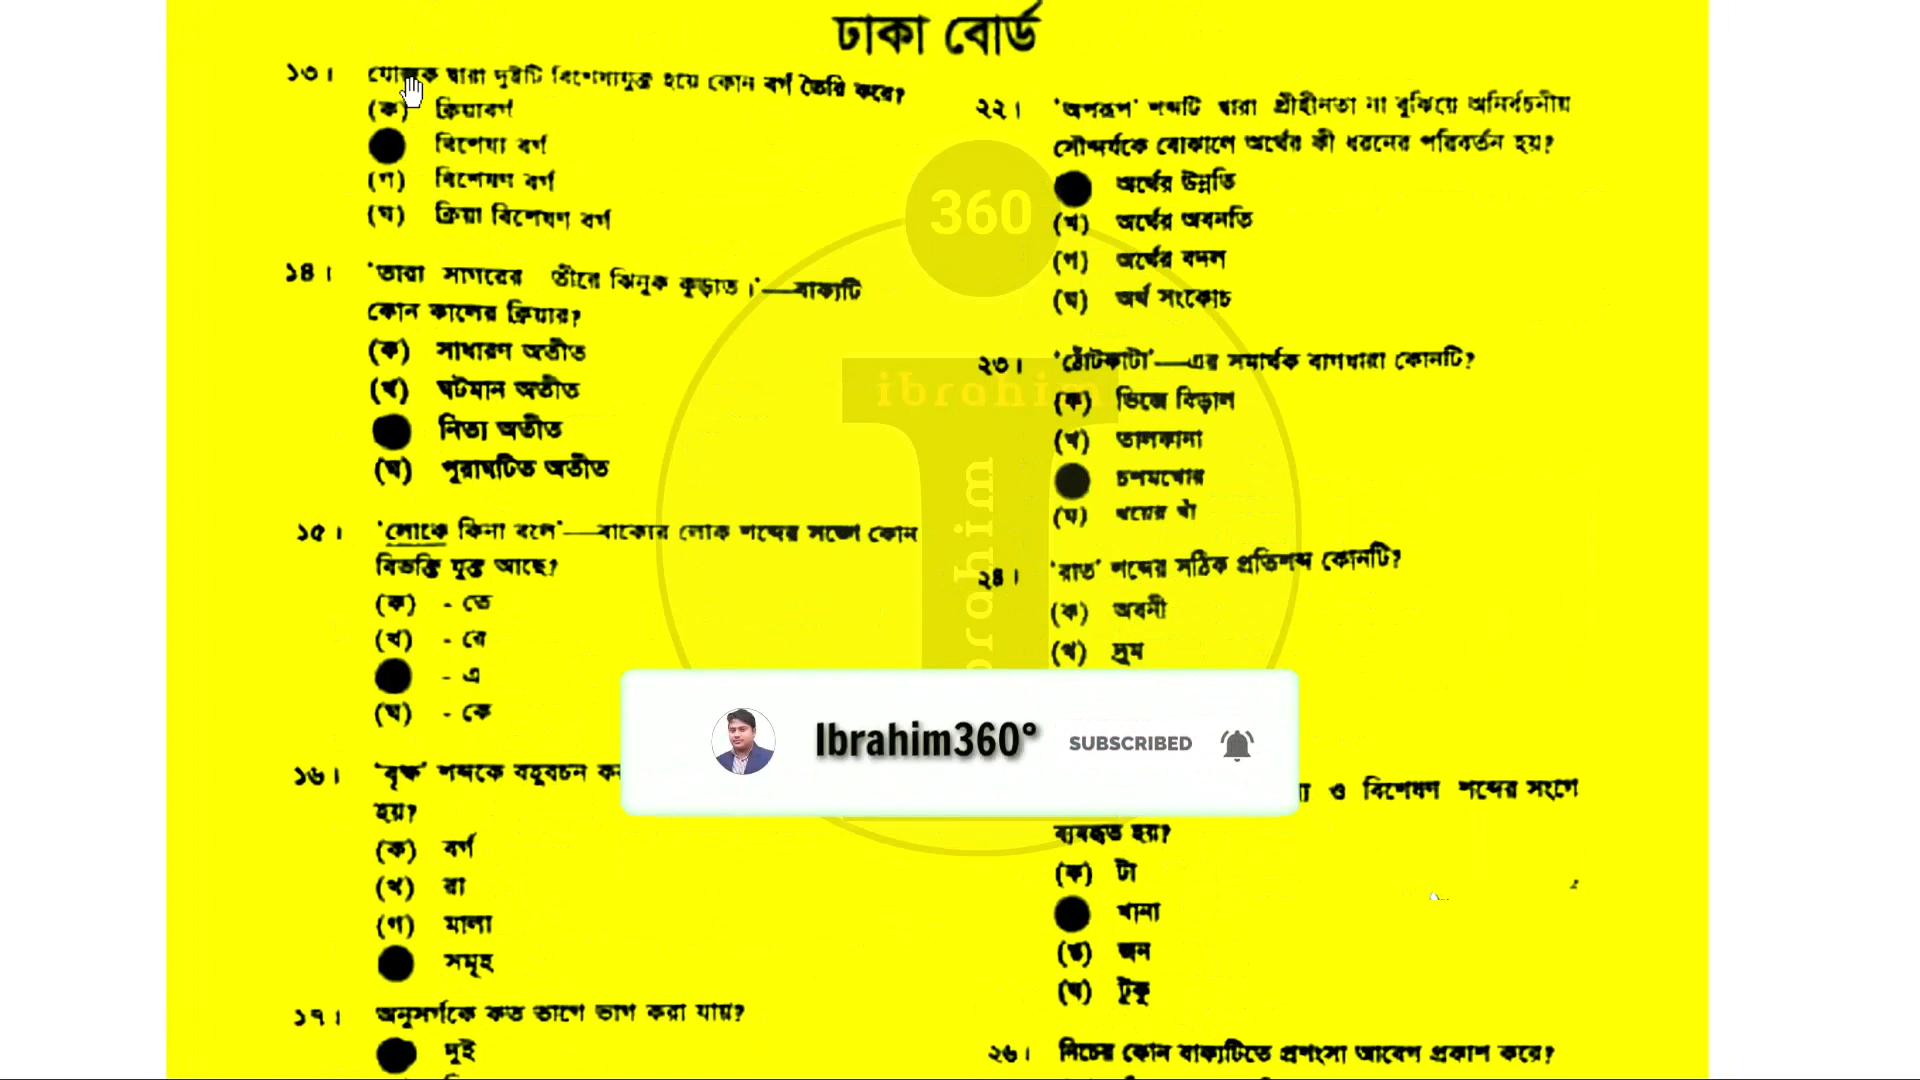 ঢাকা বোর্ড
১৩। যোজক দ্বারা দুইটি বিশেষ্যযুক্ত হয়ে কোন বর্গ তৈরি করে?
(ক) ক্রিয়াবর্গ
বিশেষ্য বর্গ
(গ) বিশেষণ বর্গ
(ঘ) ক্রিয়া বিশেষণ বর্গ
১৪। 'তারা সাগরের তীরে ঝিনুক কুড়াত।'—বাক্যটি
কোন কালের ক্রিয়ার?
(ক) সাধারণ অতীত
(খ) ঘটমান অতীত
নিত্য অতীত
(ঘ) পুরাঘটিত অতীত
১৫। 'লোকে কিনা বলে'—বাক্যের লোক শব্দের সঙ্গে কোন
বিভক্তি যুক্ত আছে?
(ক) - তে
(খ) - রে
- এ
(ঘ) - কে
১৬। 'বৃক্ষ' শব্দকে বহুবচন
হয়?
(ক) বর্গ
(খ) রা
(গ) মালা
সমূহ
১৭। অনুসর্গকে কত ভাগে ভাগ করা যায়?
দুই
২২। 'অপরূপ' শব্দটি দ্বারা শ্রীহীনতা না বুঝিয়ে অনির্বচনীয়
সৌন্দর্যকে বোঝালে অর্থের কী ধরনের পরিবর্তন হয়?
অর্থের উন্নতি
(খ) অর্থের অবনতি
(গ) অর্থের বদল
(ঘ) অর্থ সংকোচ
২৩। 'ঠোঁটকাটা'—এর সমার্থক বাগধারা কোনটি?
(ক) ভিজে বিড়াল
(খ) তালকানা
চশমখোর
(ঘ) খয়ের খাঁ
২৪। 'রাত' শব্দের সঠিক প্রতিশব্দ কোনটি?
(ক) অবনী
(খ) দ্রুম
ও বিশেষণ শব্দের সংগে
ব্যবহৃত হয়?
(ক) টা
খানা
জন
(ঘ) টুকু
২৬। নিচের কোন বাক্যটিতে প্রশংসা আবেগ প্রকাশ করে?
360
ibrahim
ibrahim
Ibrahim360° SUBSCRIBED